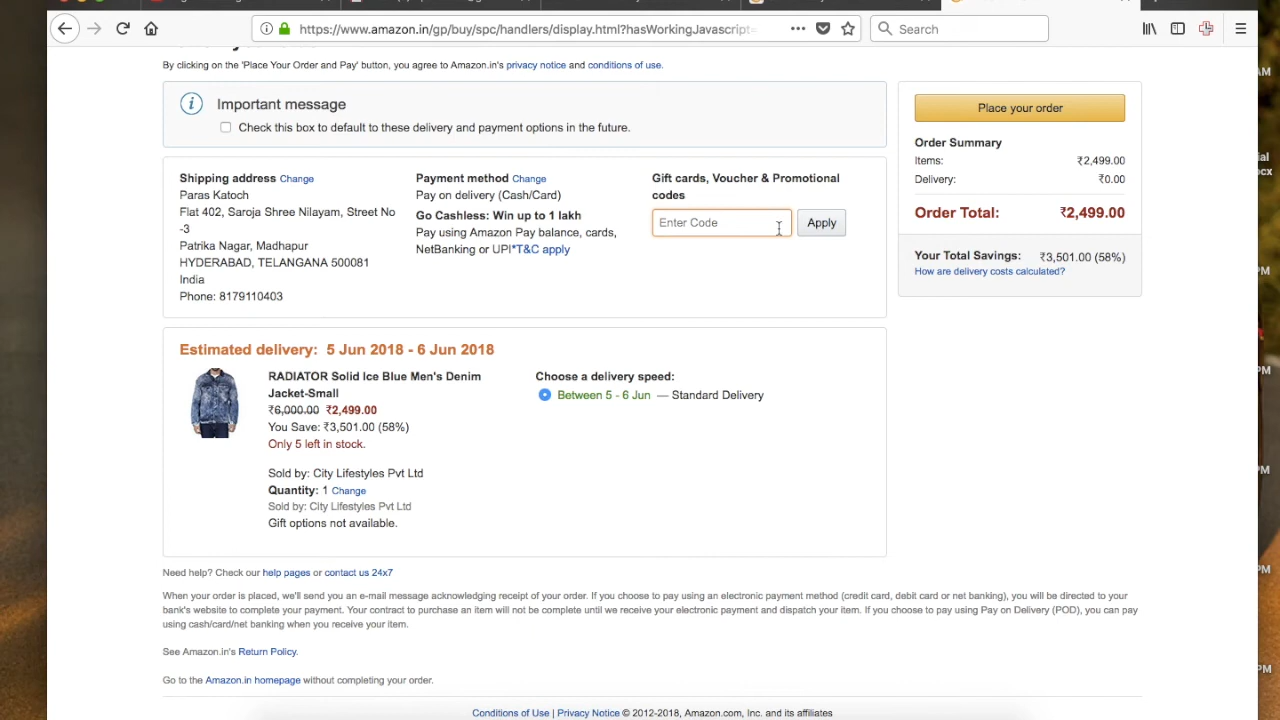 https://www.amazon.in/gp/buy/spc/handlers/display.html?hasWorkingJavascript=
Search
By clicking on the 'Place Your Order and Pay' button, you agree to Amazon.in's privacy notice and conditions of use.
Important message
Check this box to default to these delivery and payment options in the future.
Shipping address Change
Paras Katoch
Flat 402, Saroja Shree Nilayam, Street No
-3
Patrika Nagar, Madhapur
HYDERABAD, TELANGANA 500081
India
Phone: 8179110403
Payment method Change
Pay on delivery (Cash/Card)
Go Cashless: Win up to 1 lakh
Pay using Amazon Pay balance, cards,
NetBanking or UPI*T&C apply
Gift cards, Voucher & Promotional
codes
Enter Code
Apply
Place your order
Order Summary
Items: ₹2,499.00
Delivery: ₹0.00
Order Total: ₹2,499.00
Your Total Savings: ₹3,501.00 (58%)
How are delivery costs calculated?
Estimated delivery: 5 Jun 2018 - 6 Jun 2018
RADIATOR Solid Ice Blue Men's Denim
Jacket-Small
₹6,000.00 ₹2,499.00
You Save: ₹3,501.00 (58%)
Only 5 left in stock.
Sold by: City Lifestyles Pvt Ltd
Quantity: 1 Change
Sold by: City Lifestyles Pvt Ltd
Gift options not available.
Choose a delivery speed:
Between 5 - 6 Jun — Standard Delivery
Need help? Check our help pages or contact us 24x7
When your order is placed, we'll send you an e-mail message acknowledging receipt of your order. If you choose to pay using an electronic payment method (credit card, debit card or net banking), you will be directed to your
bank's website to complete your payment. Your contract to purchase an item will not be complete until we receive your electronic payment and dispatch your item. If you choose to pay using Pay on Delivery (POD), you can pay
using cash/card/net banking when you receive your item.
See Amazon.in's Return Policy.
Go to the Amazon.in homepage without completing your order.
Conditions of Use | Privacy Notice © 2012-2018, Amazon.com, Inc. and its affiliates